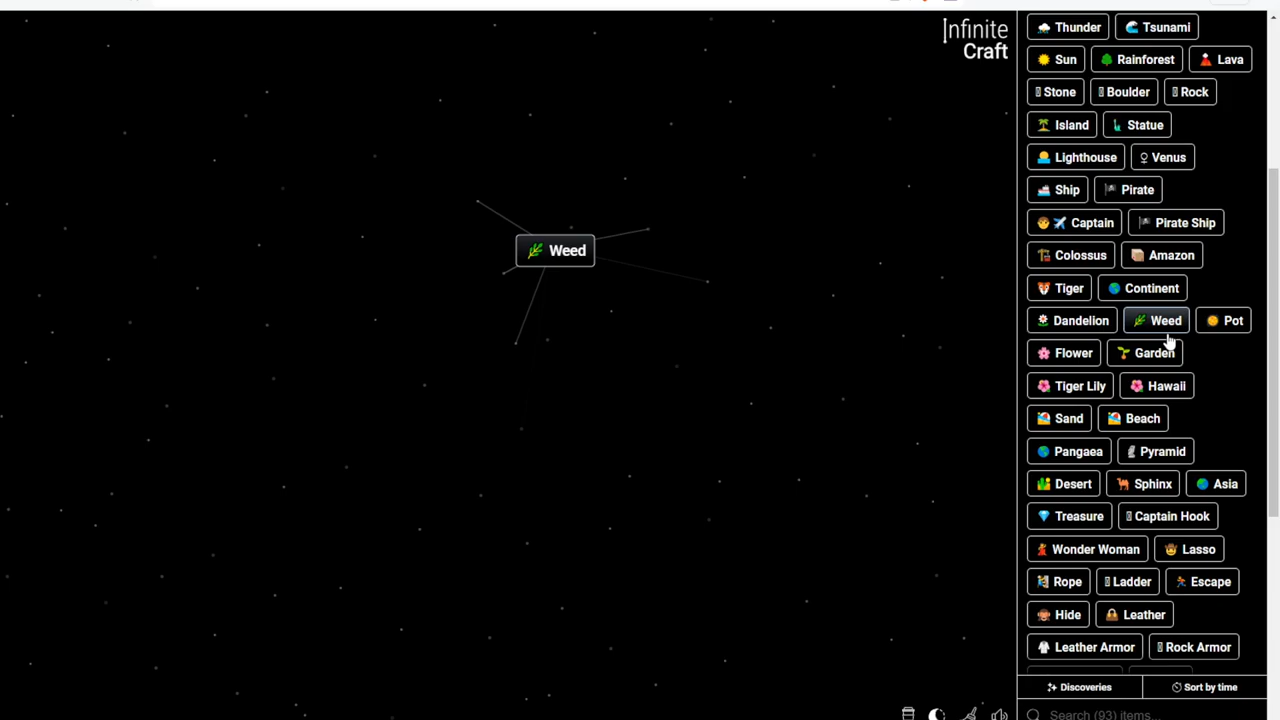 Infinite
Craft
Weed
Thunder Tsunami
Sun Rainforest Lava
Stone Boulder Rock
Island Statue
Lighthouse Venus
Ship Pirate
Captain Pirate Ship
Colossus Amazon
Tiger Continent
Dandelion Weed Pot
Flower Garden
Tiger Lily Hawaii
Sand Beach
Pangaea Pyramid
Desert Sphinx Asia
Treasure Captain Hook
Wonder Woman Lasso
Rope Ladder Escape
Hide Leather
Leather Armor Rock Armor
Discoveries Sort by time
Search (93) items...